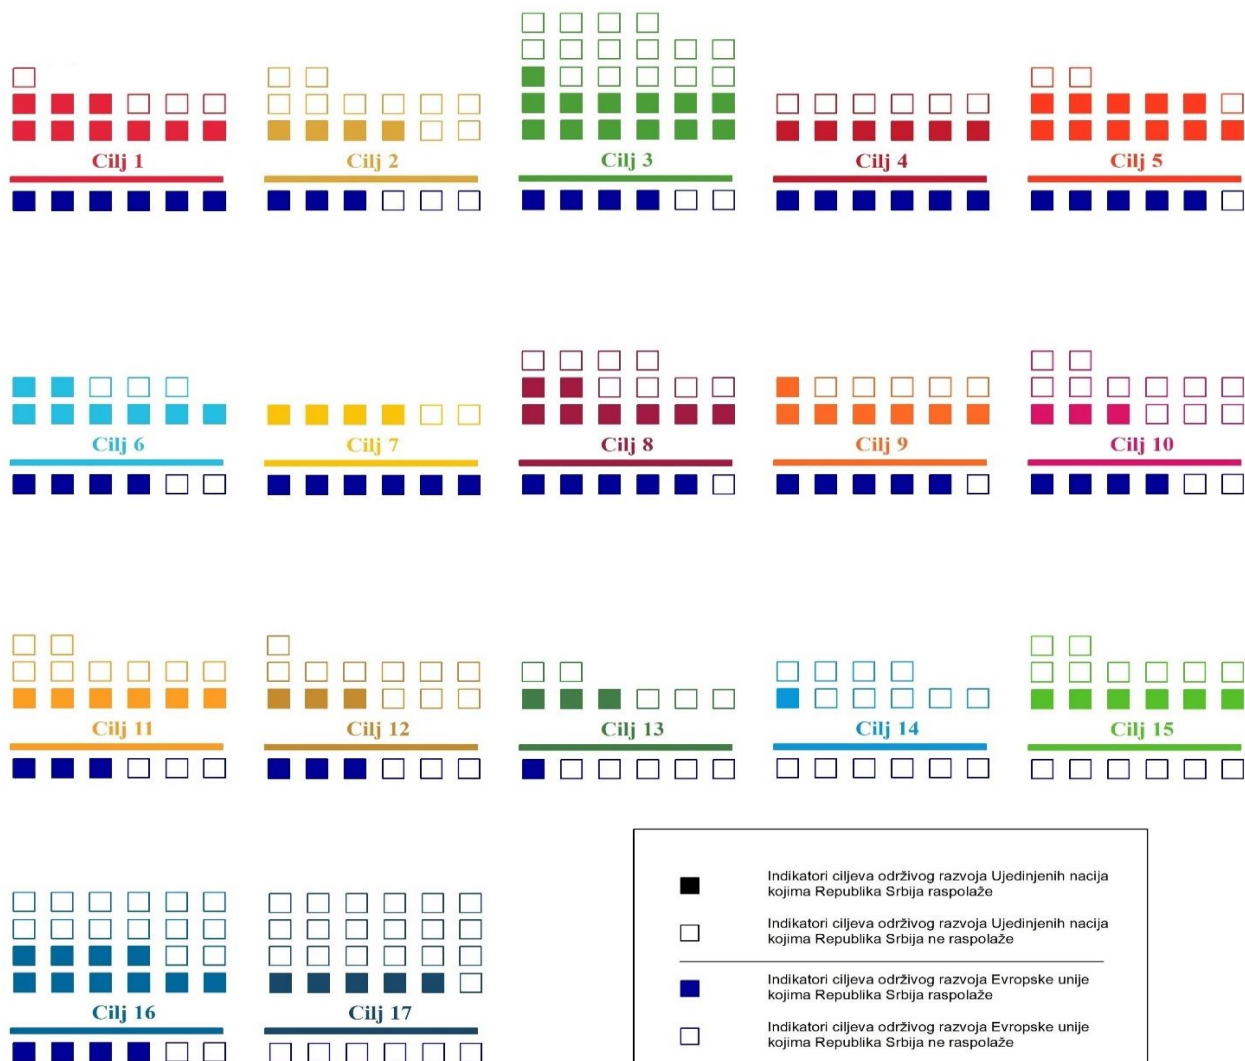 Cilj 1
Cilj 2
Cilj 3
Cilj 4
Cilj 5
Cilj 6
Cilj 7
Cilj 8
Cilj 9
Cilj 10
Cilj 11
Cilj 12
Cilj 13
Cilj 14
Cilj 15
Cilj 16
Cilj 17
Indikatori ciljeva održivog razvoja Ujedinjenih nacija
kojima Republika Srbija raspolaže
Indikatori ciljeva održivog razvoja Ujedinjenih nacija
kojima Republika Srbija ne raspolaže
Indikatori ciljeva održivog razvoja Evropske unije
kojima Republika Srbija raspolaže
Indikatori ciljeva održivog razvoja Evropske unije
kojima Republika Srbija ne raspolaže